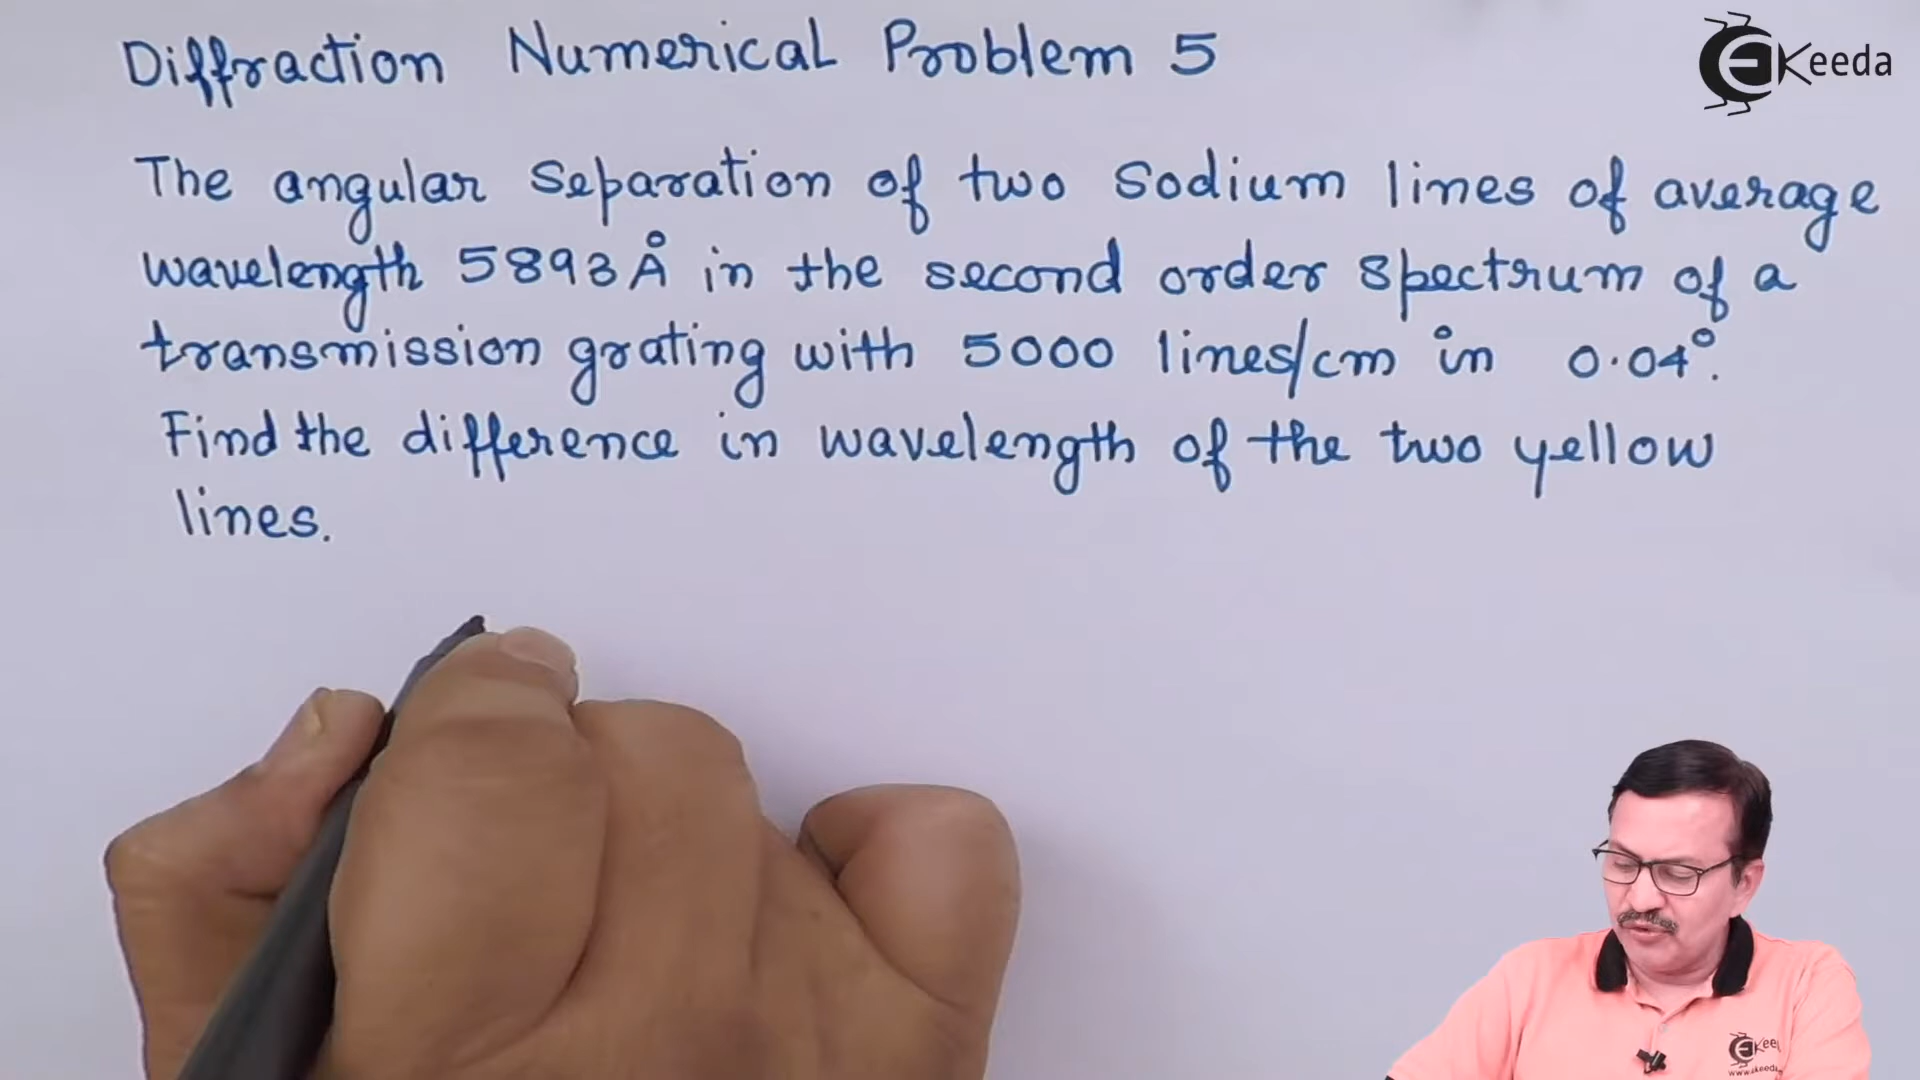 Diffraction Numerical Problem 5
EKeeda
The angular separation of two sodium lines of average
wavelength 5893Å in the second order spectrum of a
transmission grating with 5000 lines/cm in 0.04°.
Find the difference in wavelength of the two yellow
lines.